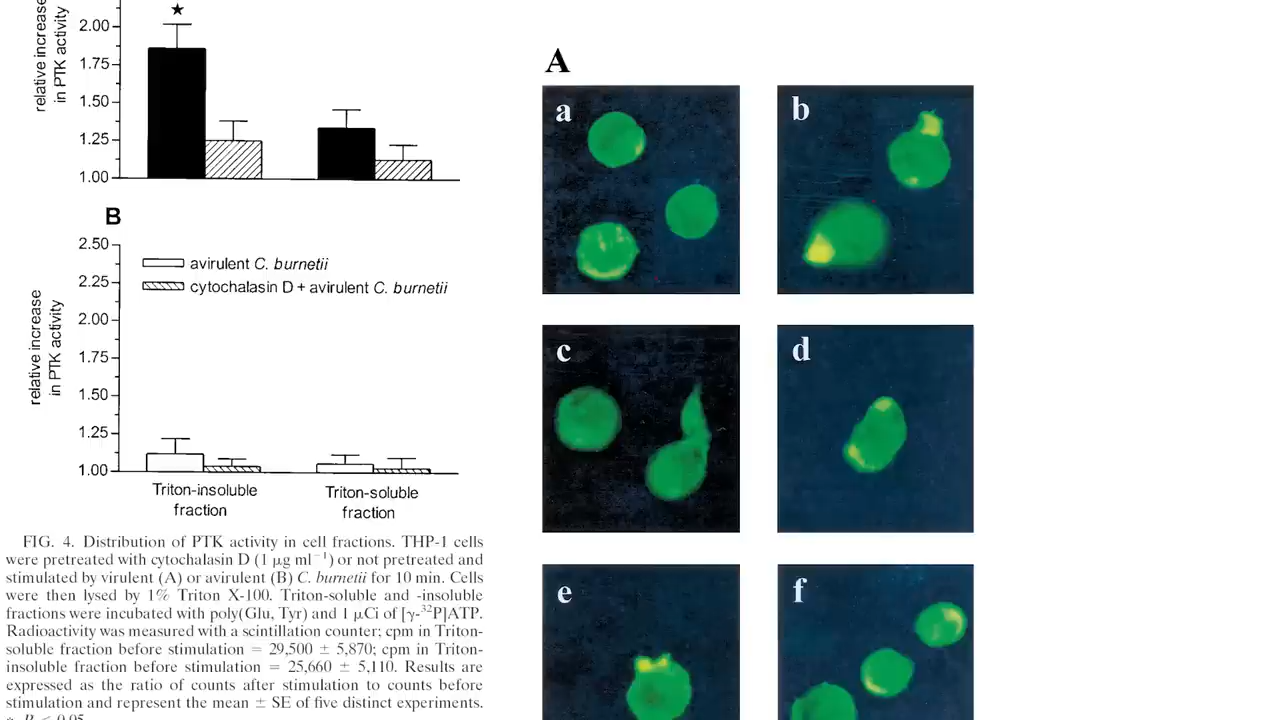 relative increase
in PTK activity
2.00
1.75
1.50
1.25
1.00
★
B
relative increase
in PTK activity
2.50
2.25
2.00
1.75
1.50
1.25
1.00
avirulent C. burnetii
cytochalasin D + avirulent C. burnetii
Triton-insoluble
fraction
Triton-soluble
fraction
FIG. 4. Distribution of PTK activity in cell fractions. THP-1 cells
were pretreated with cytochalasin D (1 μg ml⁻¹) or not pretreated and
stimulated by virulent (A) or avirulent (B) C. burnetii for 10 min. Cells
were then lysed by 1% Triton X-100. Triton-soluble and -insoluble
fractions were incubated with poly(Glu, Tyr) and 1 μCi of [γ-³²P]ATP.
Radioactivity was measured with a scintillation counter; cpm in Triton-
soluble fraction before stimulation = 29,500 ± 5,870; cpm in Triton-
insoluble fraction before stimulation = 25,660 ± 5,110. Results are
expressed as the ratio of counts after stimulation to counts before
stimulation and represent the mean ± SE of five distinct experiments.
A
a
b
c
d
e
f